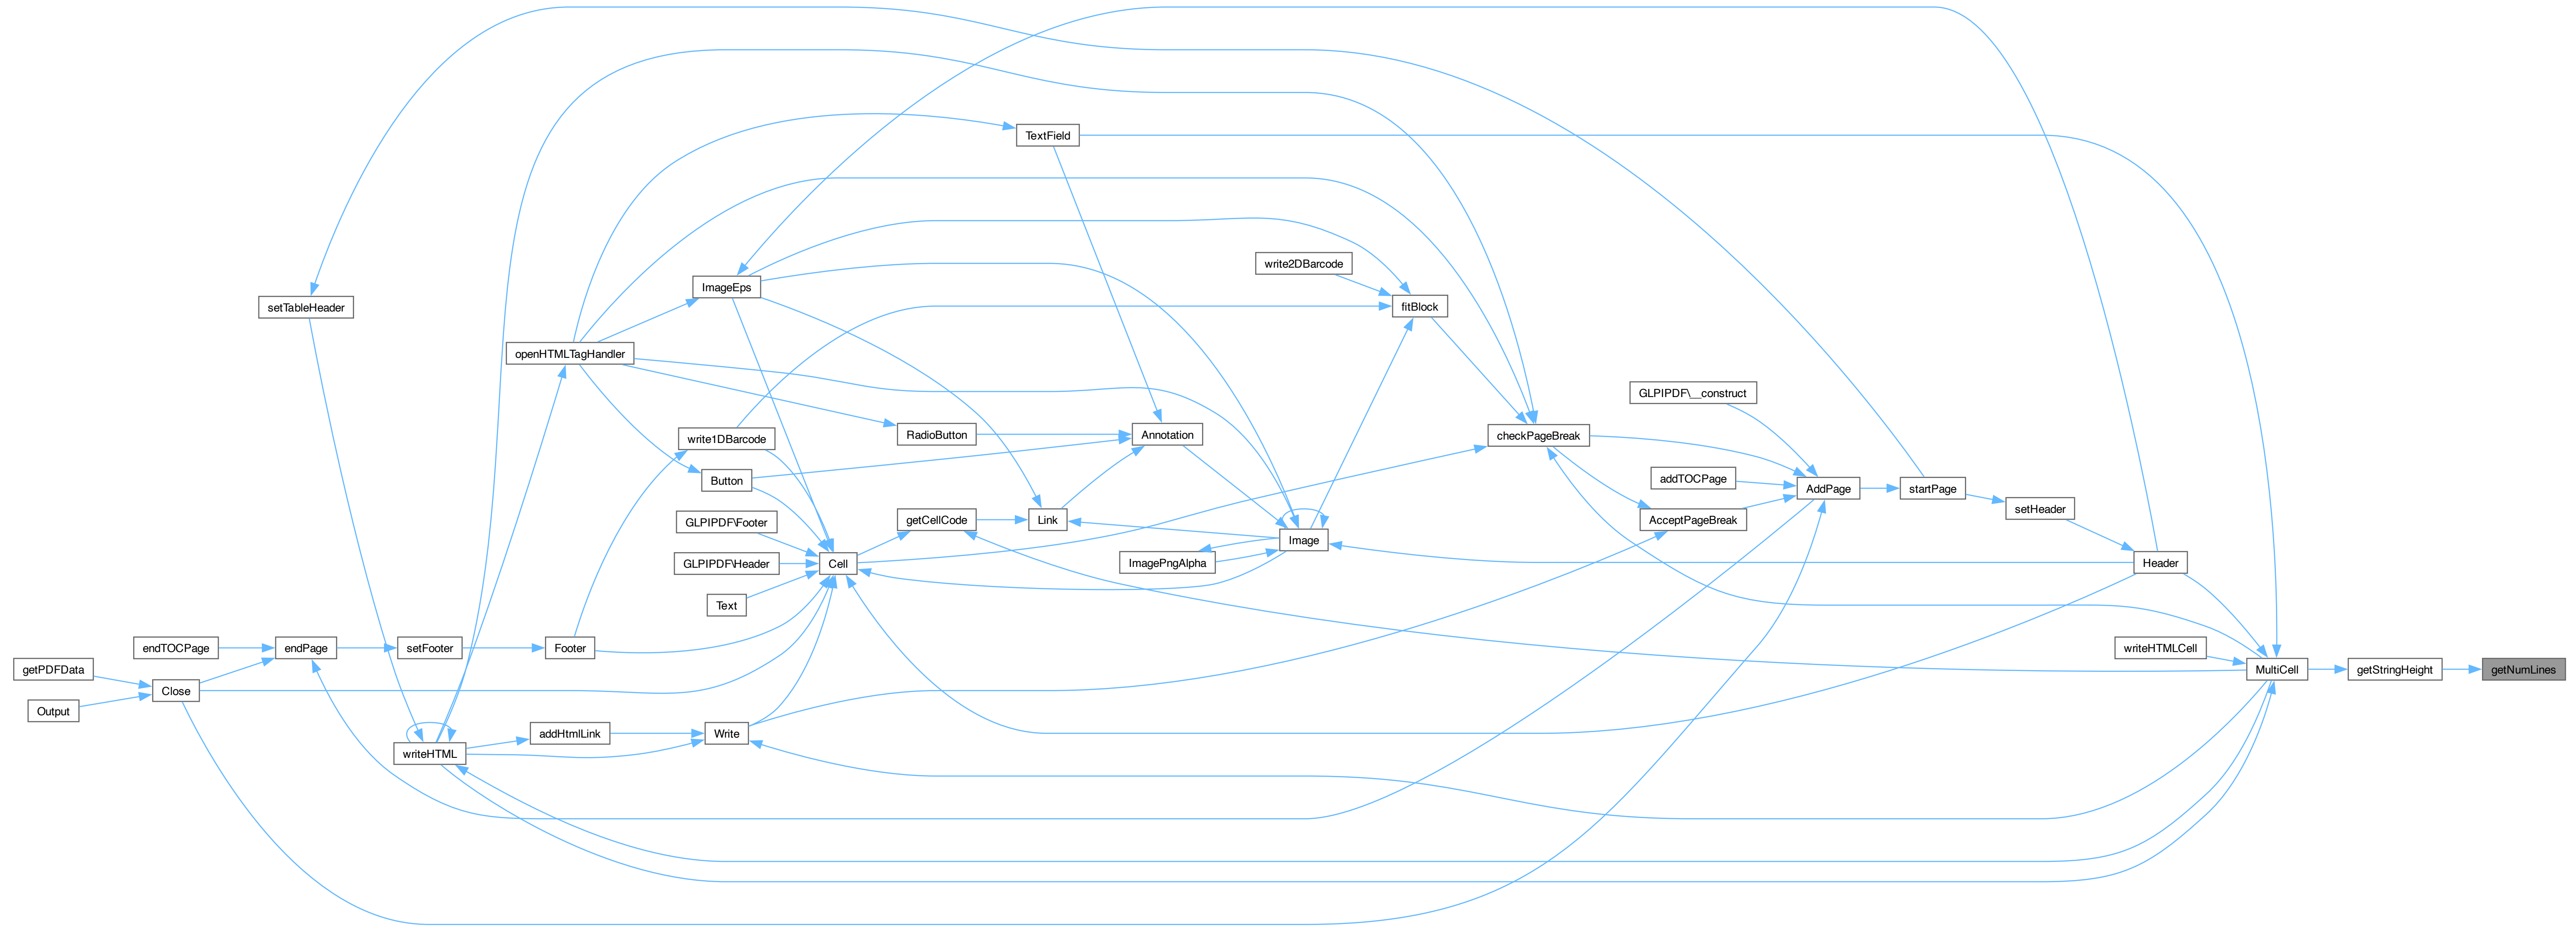 TextField
write2DBarcode
ImageEps
setTableHeader
fitBlock
openHTMLTagHandler
GLPIPDF\__construct
RadioButton
Annotation
checkPageBreak
write1DBarcode
addTOCPage
Button
AddPage
startPage
setHeader
GLPIPDF\Footer
getCellCode
Link
AcceptPageBreak
Image
GLPIPDF\Header
Cell
ImagePngAlpha
Header
Text
endTOCPage
endPage
setFooter
Footer
writeHTMLCell
getPDFData
MultiCell
getStringHeight
getNumLines
Close
Output
addHtmlLink
Write
writeHTML